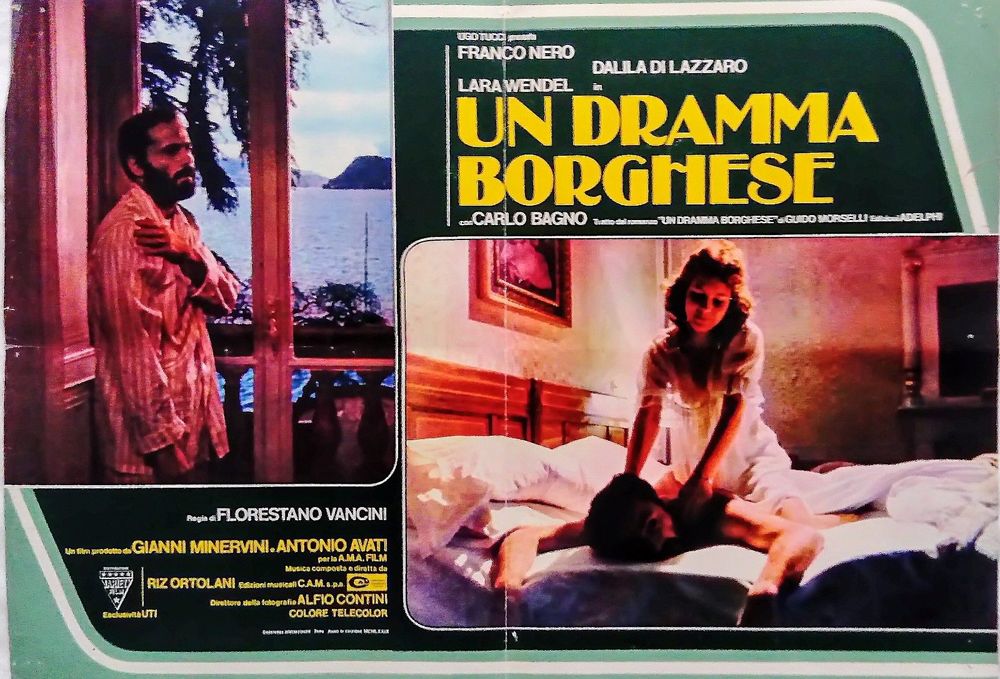 UGO TUCCI presenta
FRANCO NERO
DALILA DI LAZZARO
LARA WENDEL in
UN DRAMMA
BORGHESE
con CARLO BAGNO Tratto dal romanzo "UN DRAMMA BORGHESE" di GUIDO MORSELLI Edizioni ADELPHI
Regia di FLORESTANO VANCINI
Un film prodotto da GIANNI MINERVINI e ANTONIO AVATI
per la A.M.A. FILM
Musica composta e diretta da
RIZ ORTOLANI Edizioni musicali C.A.M. s.p.a.
Direttore della fotografia ALFIO CONTINI
COLORE TELECOLOR
VARIETY
FILM
Esclusività UTI